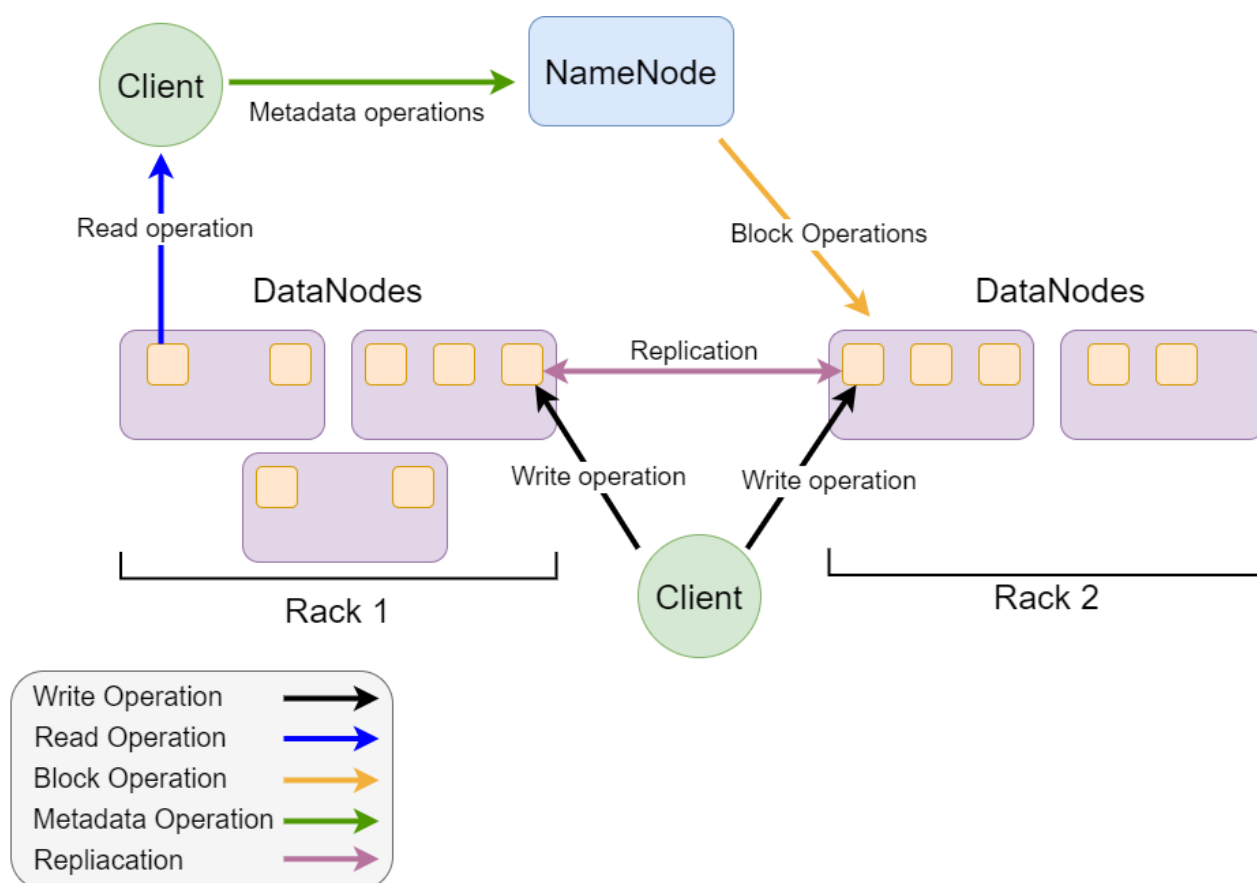 Client
NameNode
Metadata operations
Read operation
Block Operations
DataNodes
DataNodes
Replication
Write operation
Write operation
Client
Rack 1
Rack 2
Write Operation
Read Operation
Block Operation
Metadata Operation
Repliacation